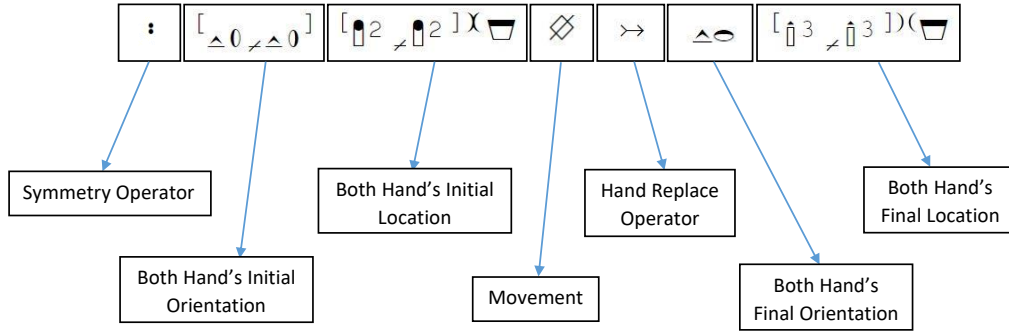 Symmetry Operator
Both Hand's Initial
Location
Hand Replace
Operator
Both Hand's
Final Location
Both Hand's Initial
Orientation
Movement
Both Hand's
Final Orientation